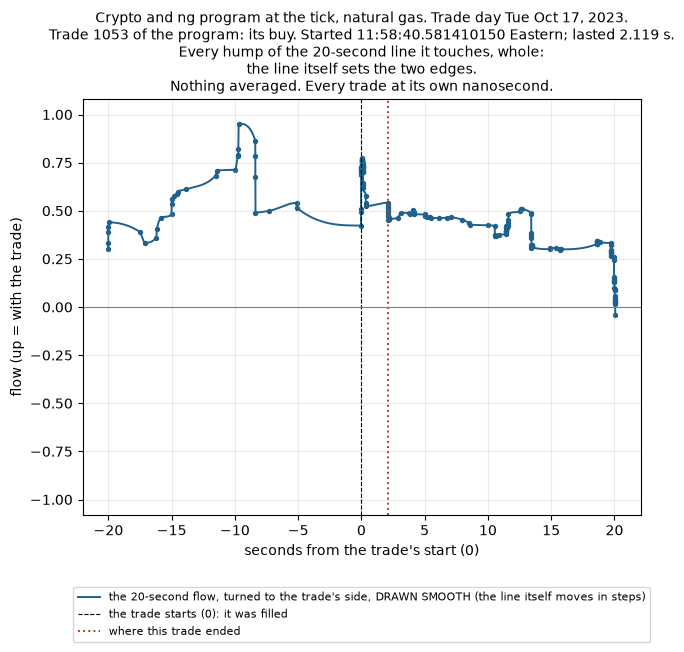 Crypto and ng program at the tick, natural gas. Trade day Tue Oct 17, 2023.
Trade 1053 of the program: its buy. Started 11:58:40.581410150 Eastern; lasted 2.119 s.
Every hump of the 20-second line it touches, whole:
the line itself sets the two edges.
Nothing averaged. Every trade at its own nanosecond.
flow (up = with the trade)
1.00
0.75
0.50
0.25
0.00
−0.25
−0.50
−0.75
−1.00
−20 −15 −10 −5 0 5 10 15 20
seconds from the trade's start (0)
the 20-second flow, turned to the trade's side, DRAWN SMOOTH (the line itself moves in steps)
the trade starts (0): it was filled
where this trade ended